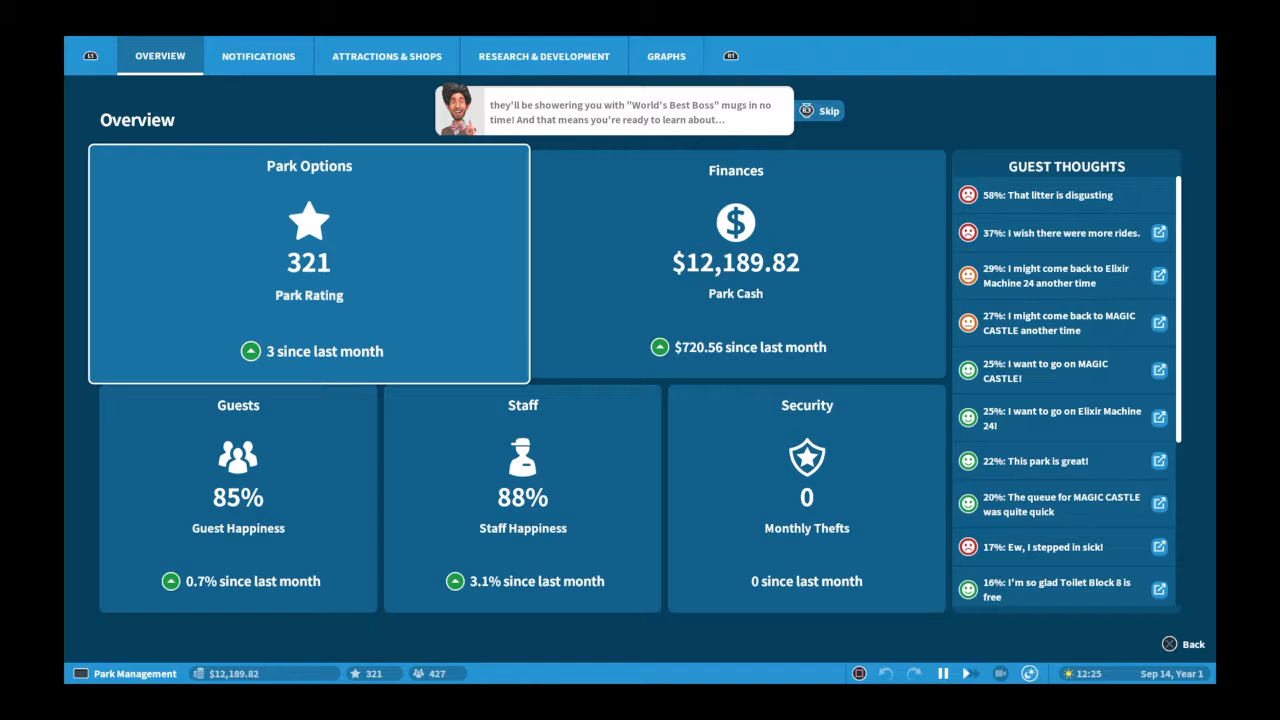 L1
OVERVIEW
NOTIFICATIONS
ATTRACTIONS & SHOPS
RESEARCH & DEVELOPMENT
GRAPHS
R1
Overview
they'll be showering you with "World's Best Boss" mugs in no
time! And that means you're ready to learn about...
R3
Skip
Park Options
321
Park Rating
3 since last month
Finances
$
$12,189.82
Park Cash
$720.56 since last month
Guests
85%
Guest Happiness
0.7% since last month
Staff
88%
Staff Happiness
3.1% since last month
Security
0
Monthly Thefts
0 since last month
GUEST THOUGHTS
58%: That litter is disgusting
37%: I wish there were more rides.
29%: I might come back to Elixir
Machine 24 another time
27%: I might come back to MAGIC
CASTLE another time
25%: I want to go on MAGIC
CASTLE!
25%: I want to go on Elixir Machine
24!
22%: This park is great!
20%: The queue for MAGIC CASTLE
was quite quick
17%: Ew, I stepped in sick!
16%: I'm so glad Toilet Block 8 is
free
Back
Park Management
$12,189.82
321
427
12:25
Sep 14, Year 1